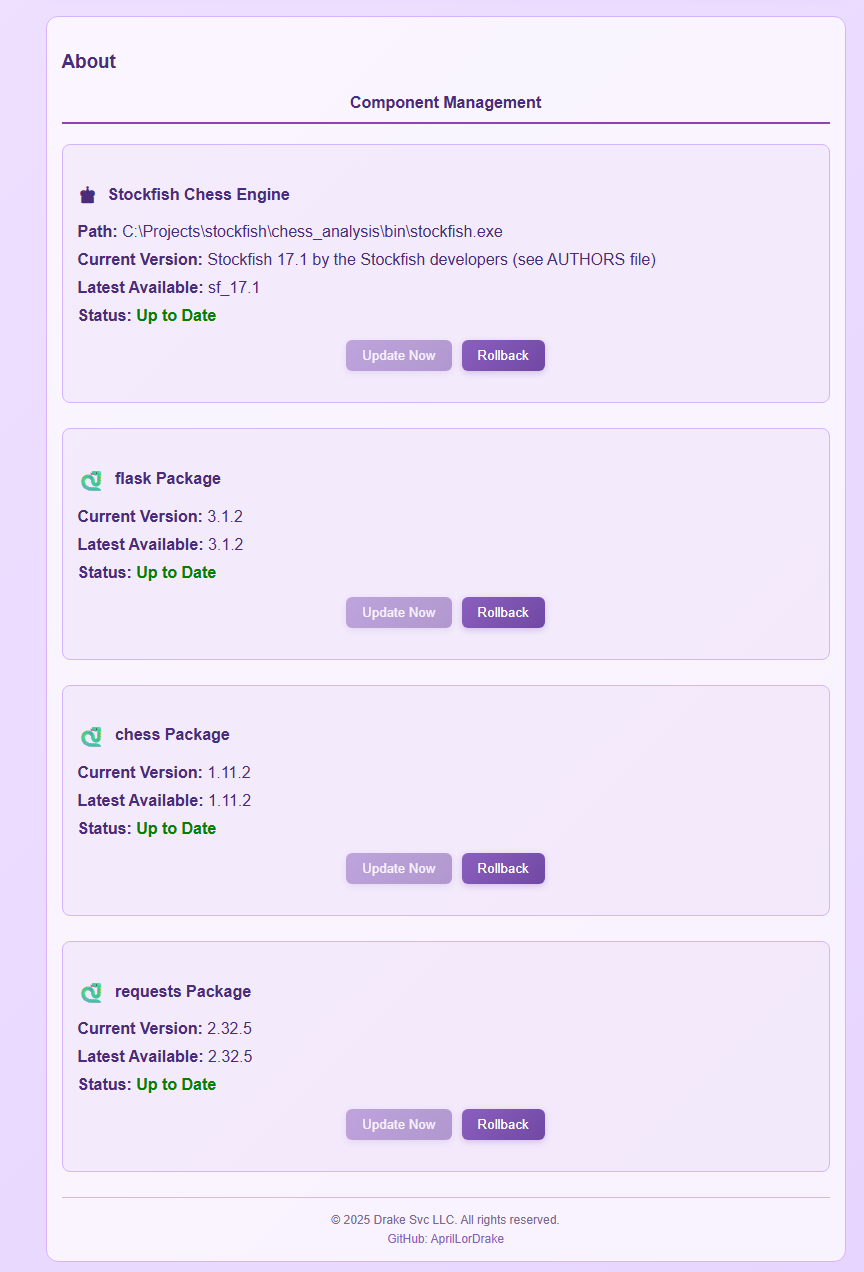 About
Component Management
Stockfish Chess Engine
Path: C:\Projects\stockfish\chess_analysis\bin\stockfish.exe
Current Version: Stockfish 17.1 by the Stockfish developers (see AUTHORS file)
Latest Available: sf_17.1
Status: Up to Date
Update Now Rollback
flask Package
Current Version: 3.1.2
Latest Available: 3.1.2
Status: Up to Date
Update Now Rollback
chess Package
Current Version: 1.11.2
Latest Available: 1.11.2
Status: Up to Date
Update Now Rollback
requests Package
Current Version: 2.32.5
Latest Available: 2.32.5
Status: Up to Date
Update Now Rollback
© 2025 Drake Svc LLC. All rights reserved.
GitHub: AprilLorDrake